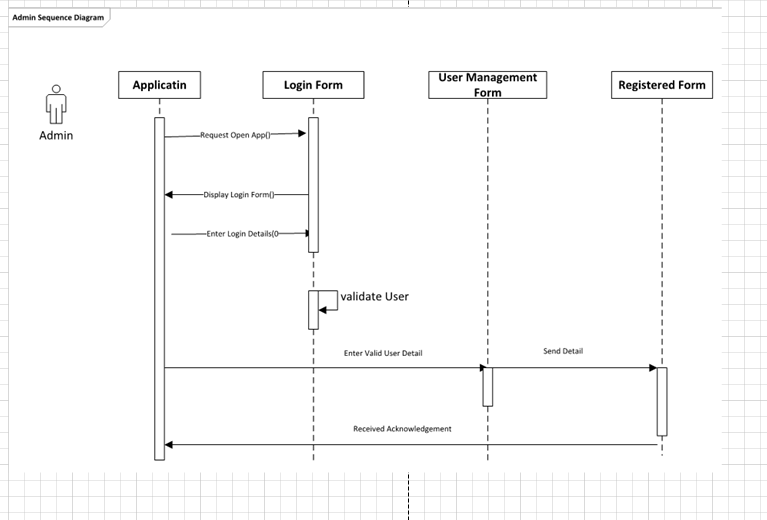 Admin Sequence Diagram
Applicatin
Login Form
User Management
Form
Registered Form
Admin
Request Open App()
Display Login Form()
Enter Login Details(0
validate User
Enter Valid User Detail
Send Detail
Received Acknowledgement